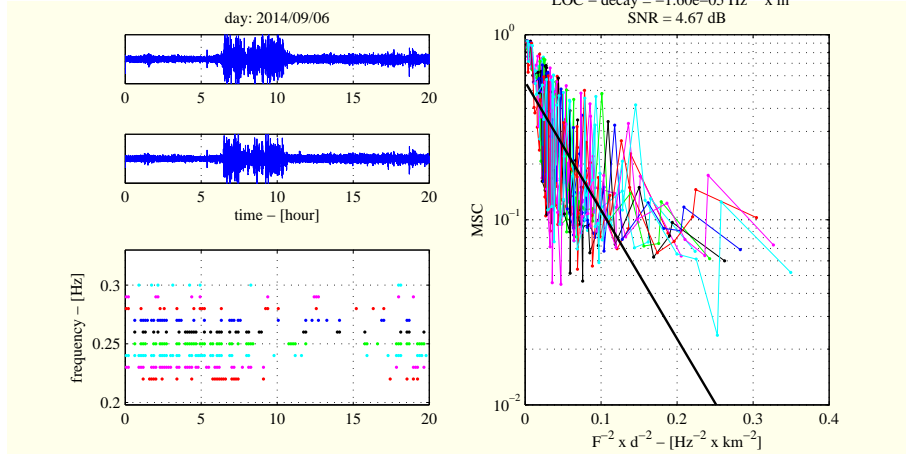 day: 2014/09/06
0 5 10 15 20
0 5 10 15 20
time − [hour]
frequency − [Hz]
0.3
0.25
0.2
0 5 10 15 20
SNR = 4.67 dB
MSC
10⁰
10⁻¹
10⁻²
0 0.1 0.2 0.3 0.4
F⁻² x d⁻² − [Hz⁻² x km⁻²]